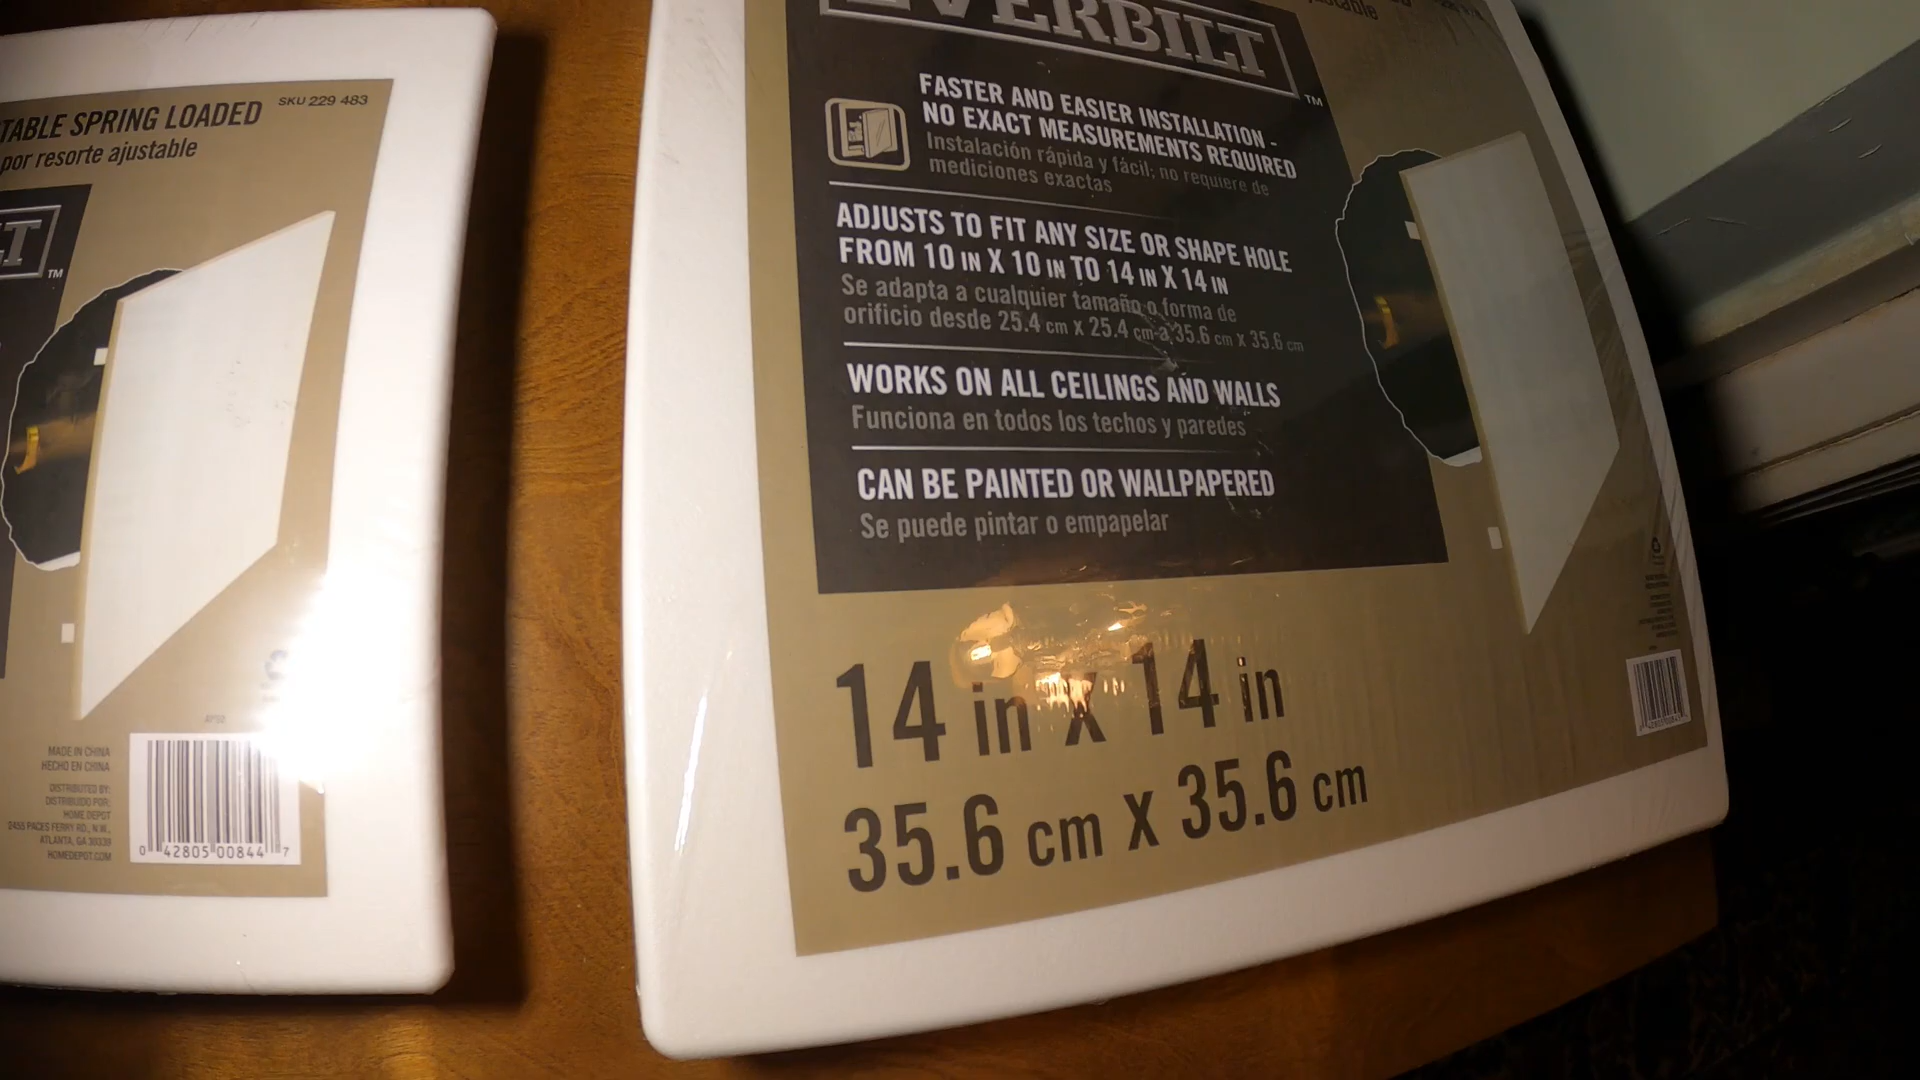 TABLE SPRING LOADED
SKU 229 483
por resorte ajustable
LT
TM
MADE IN CHINA
HECHO EN CHINA
DISTRIBUTED BY:
DISTRIBUIDO POR:
HOME DEPOT
2455 PACES FERRY RD., N.W.,
ATLANTA, GA 30339
HOMEDEPOT.COM
0 42805 00844 7
EVERBILT
TM
FASTER AND EASIER INSTALLATION -
NO EXACT MEASUREMENTS REQUIRED
Instalación rápida y fácil; no requiere de
mediciones exactas
ADJUSTS TO FIT ANY SIZE OR SHAPE HOLE
FROM 10 IN X 10 IN TO 14 IN X 14 IN
Se adapta a cualquier tamaño o forma de
orificio desde 25.4 cm x 25.4 cm a 35.6 cm x 35.6 cm
WORKS ON ALL CEILINGS AND WALLS
Funciona en todos los techos y paredes
CAN BE PAINTED OR WALLPAPERED
Se puede pintar o empapelar
14 in x 14 in
35.6 cm x 35.6 cm